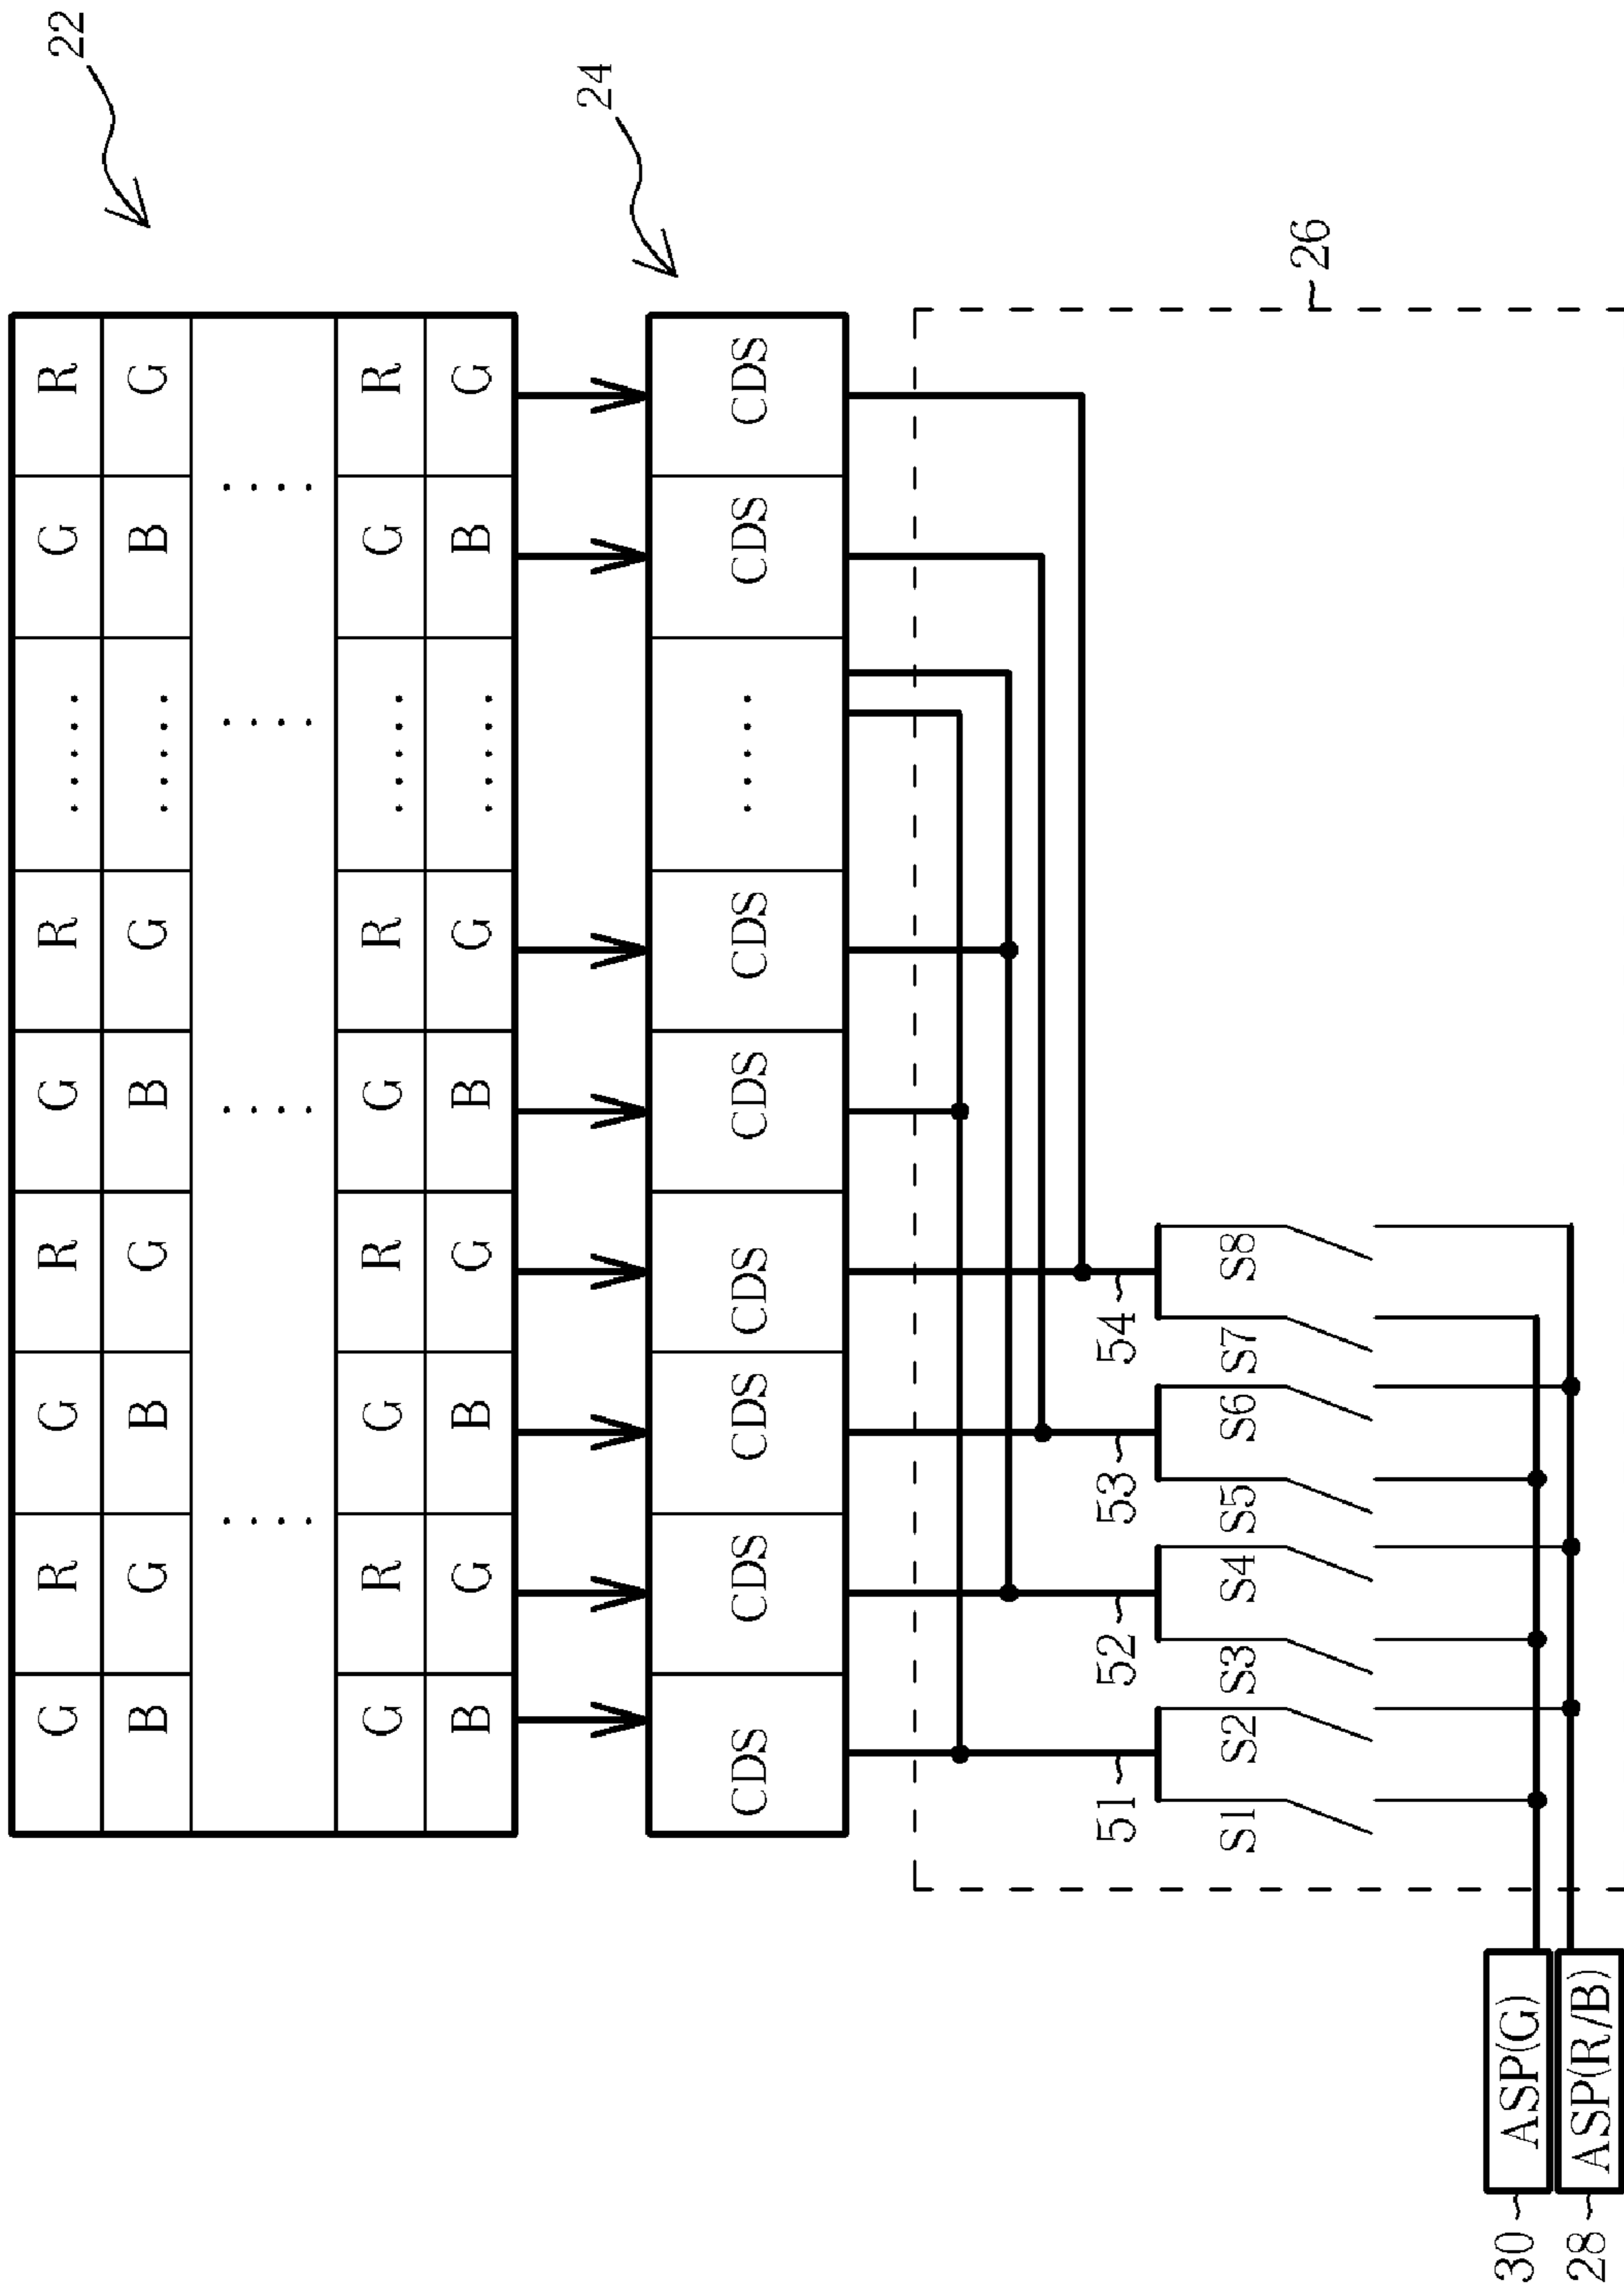 G R G R G R ..... G R 22
B G B G B G ..... B G
.... .... .... ....
G R G R G R ..... G R
B G B G B G ..... B G
24
CDS CDS CDS CDS CDS CDS .... CDS CDS
51 52 53 54
S1 S2 S3 S4 S5 S6 S7 S8
26
30 ASP(G)
28 ASP(R/B)